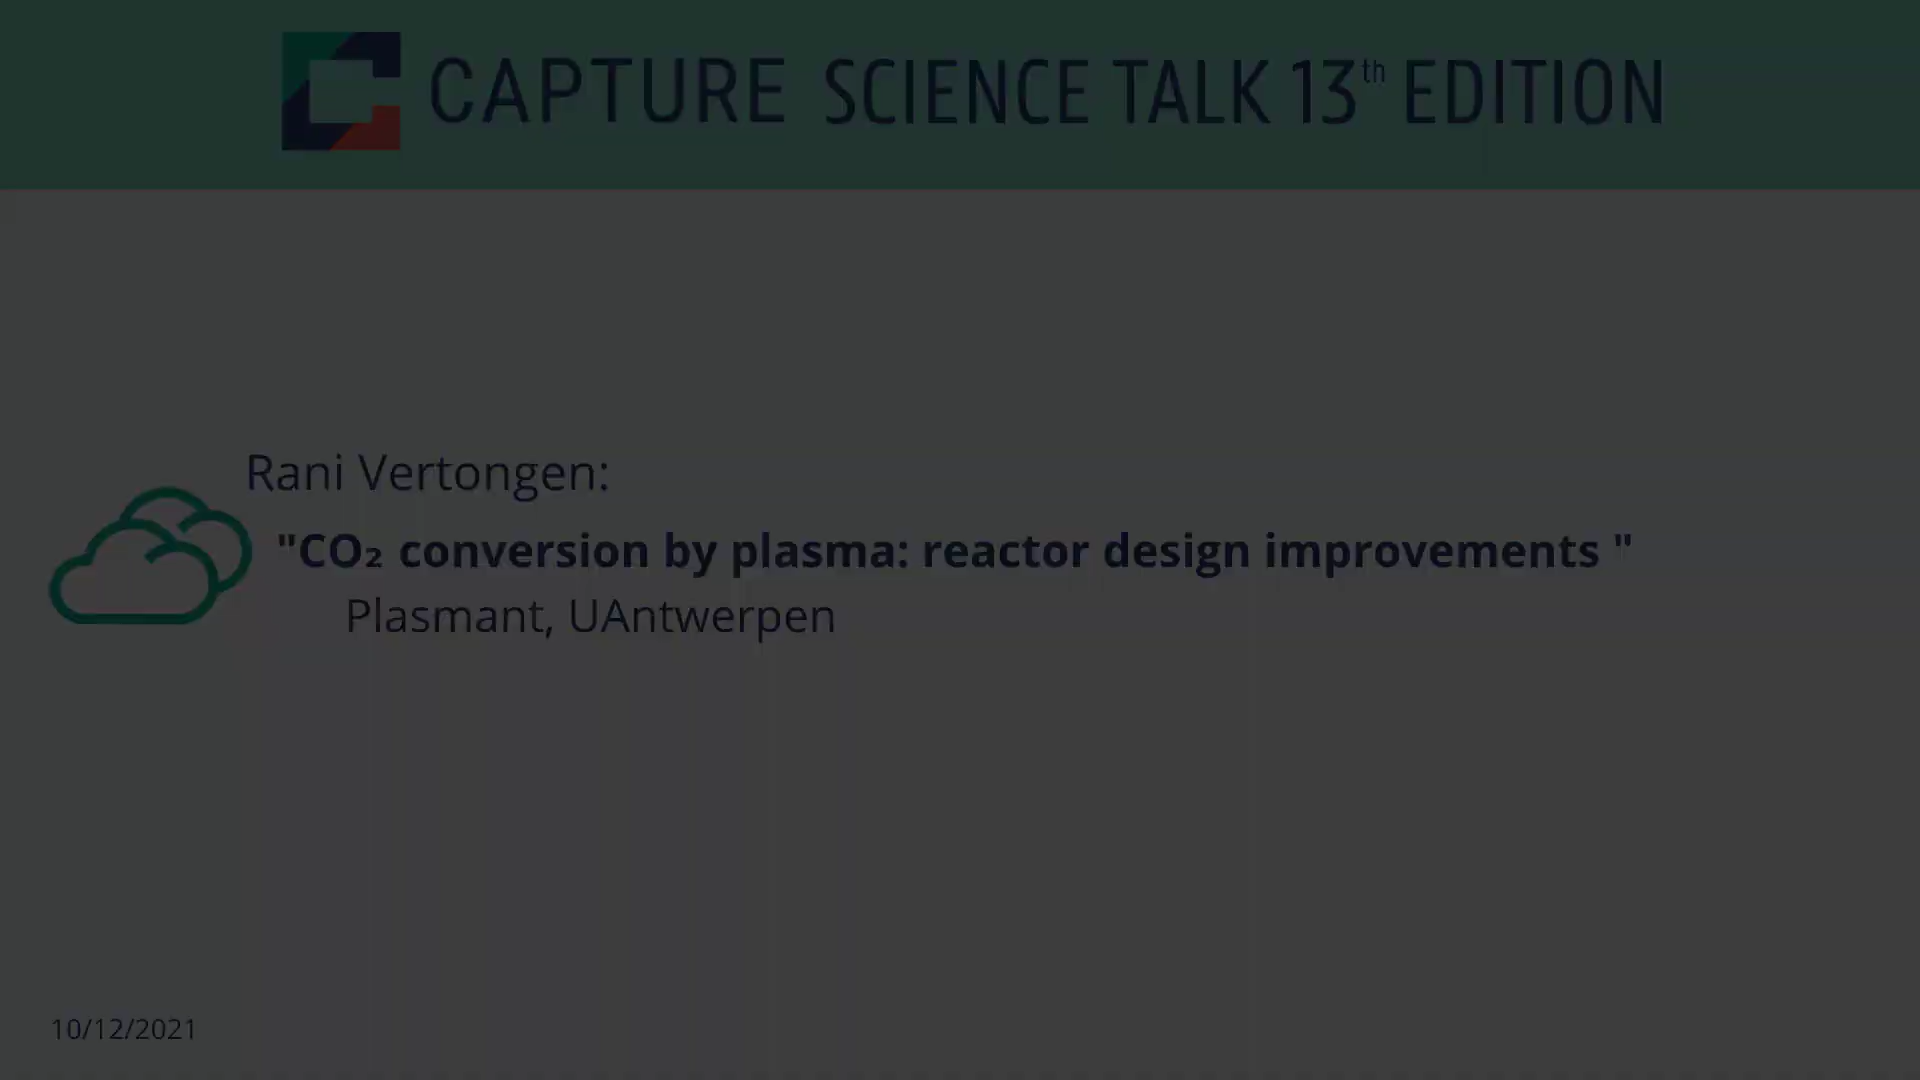 CAPTURE SCIENCE TALK 13th EDITION
Rani Vertongen:
"CO₂ conversion by plasma: reactor design improvements "
Plasmant, UAntwerpen
10/12/2021